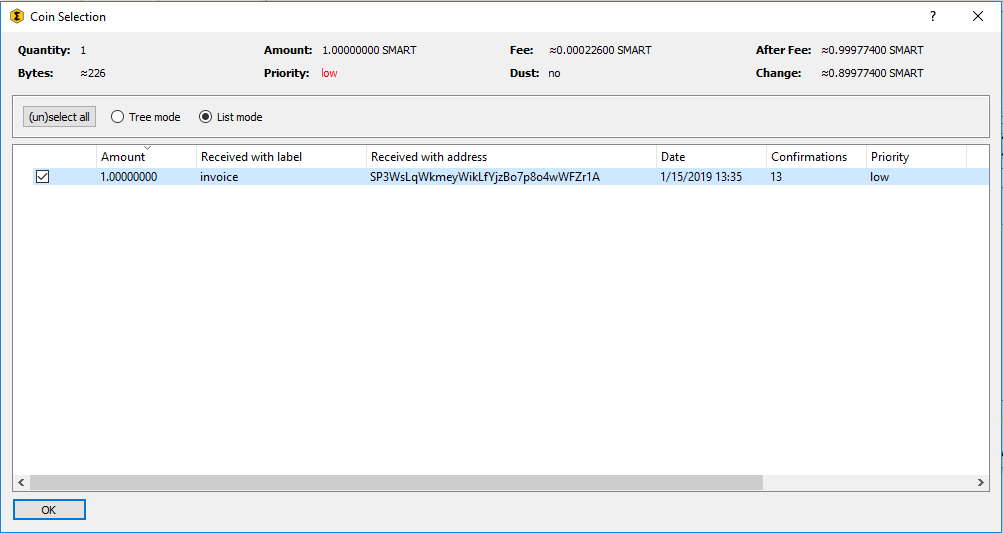 Coin Selection
Quantity: 1 Amount: 1.00000000 SMART Fee: ≈0.00022600 SMART After Fee: ≈0.99977400 SMART
Bytes: ≈226 Priority: low Dust: no Change: ≈0.89977400 SMART
(un)select all Tree mode List mode
Amount Received with label Received with address Date Confirmations Priority
1.00000000 invoice SP3WsLqWkmeyWikLfYjzBo7p8o4wWFZr1A 1/15/2019 13:35 13 low
OK